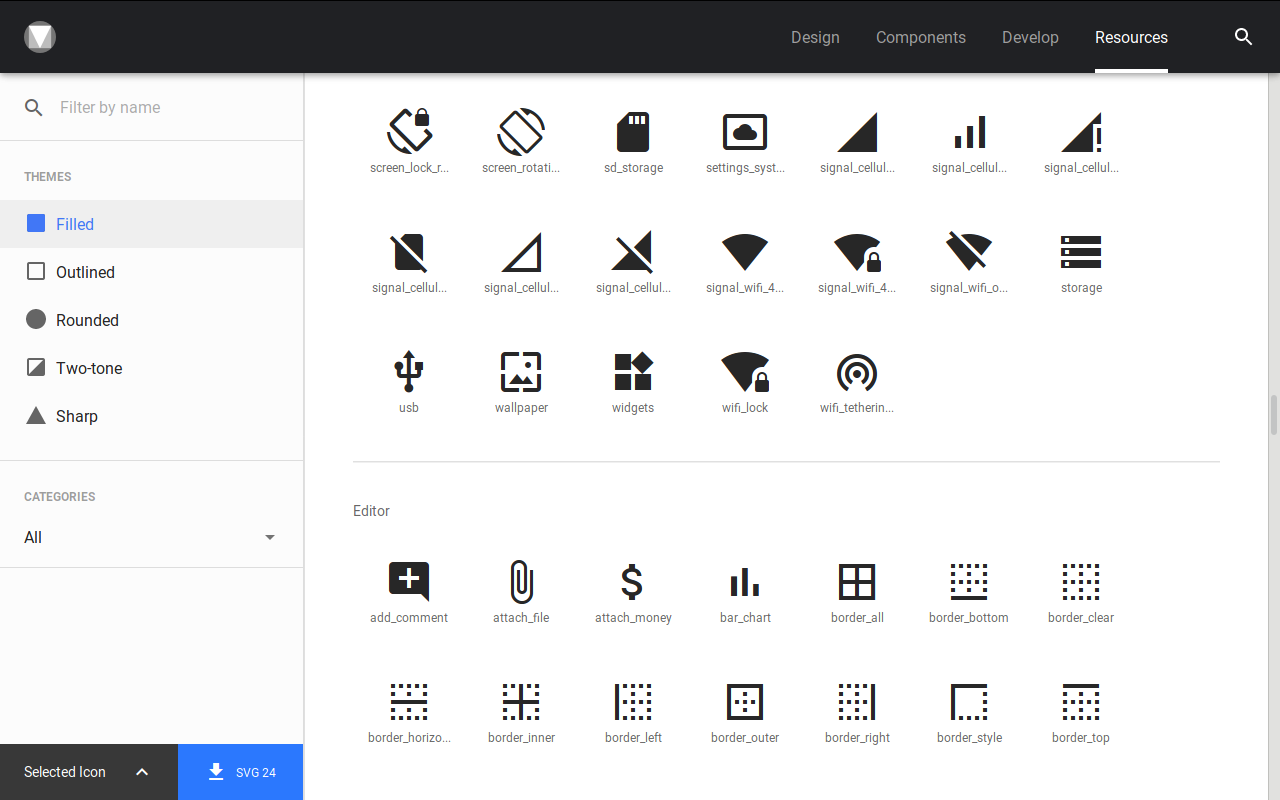 Design Components Develop Resources
Filter by name
THEMES
Filled
Outlined
Rounded
Two-tone
Sharp
CATEGORIES
All
Selected Icon
SVG 24
screen_lock_r... screen_rotati... sd_storage settings_syst... signal_cellul... signal_cellul... signal_cellul...
signal_cellul... signal_cellul... signal_cellul... signal_wifi_4... signal_wifi_4... signal_wifi_o... storage
usb wallpaper widgets wifi_lock wifi_tetherin...
Editor
add_comment attach_file attach_money bar_chart border_all border_bottom border_clear
border_horizo... border_inner border_left border_outer border_right border_style border_top